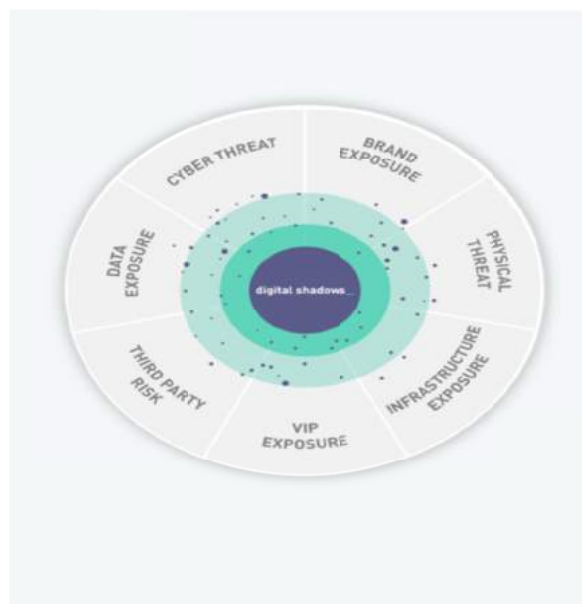 CYBER THREAT
BRAND
EXPOSURE
PHYSICAL
THREAT
INFRASTRUCTURE
EXPOSURE
VIP
EXPOSURE
THIRD PARTY
RISK
DATA
EXPOSURE
digital shadows_